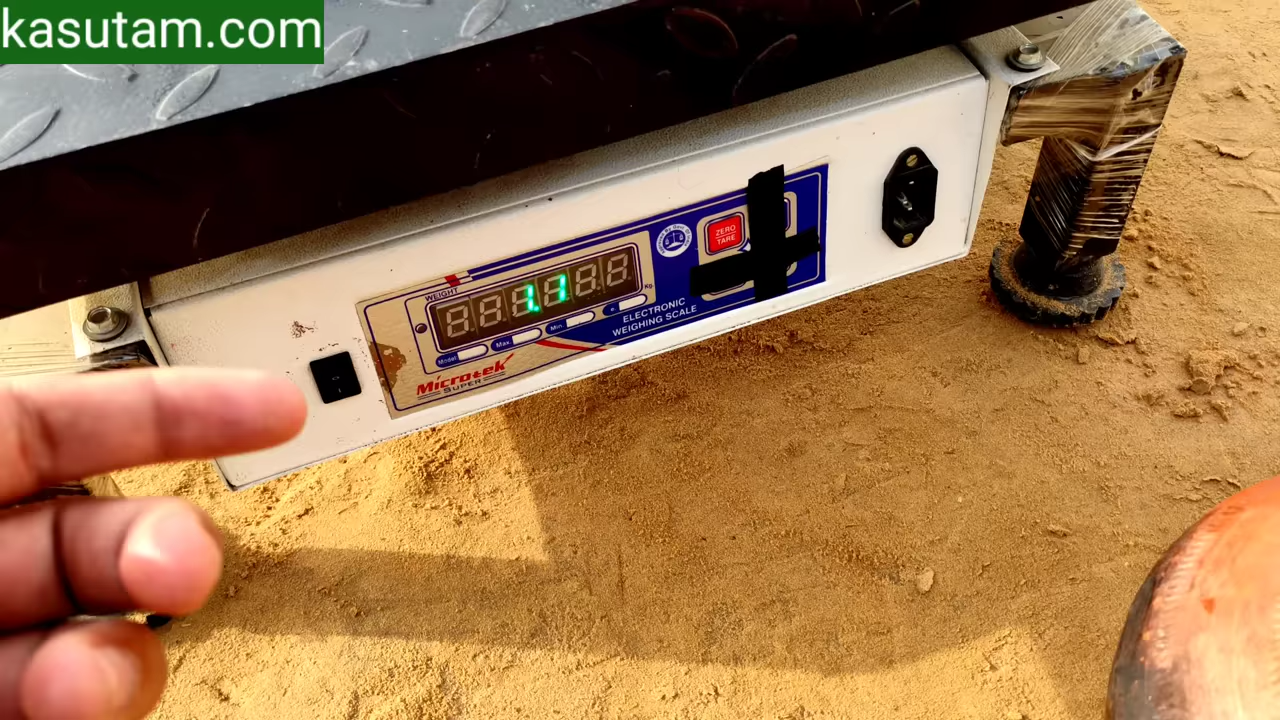 kasutam.com
WEIGHT
Kg.
ZERO
TARE
Model
Max.
Min.
e.
ELECTRONIC
WEIGHING SCALE
Microtek
SUPER